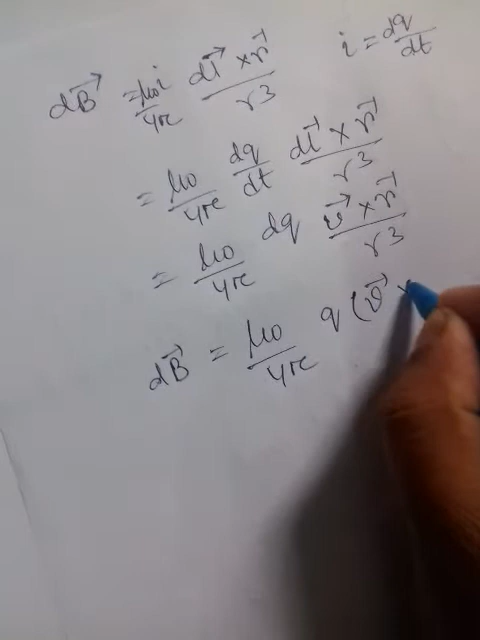 dB⃗ = μ0 i/4π dl⃗ × r⃗/r3 i = dq/dt
= μ0/4π dq/dt dl⃗ × r⃗/r3
= μ0/4π dq v⃗ × r⃗/r3
dB⃗ = μ0/4π q (v⃗ ×